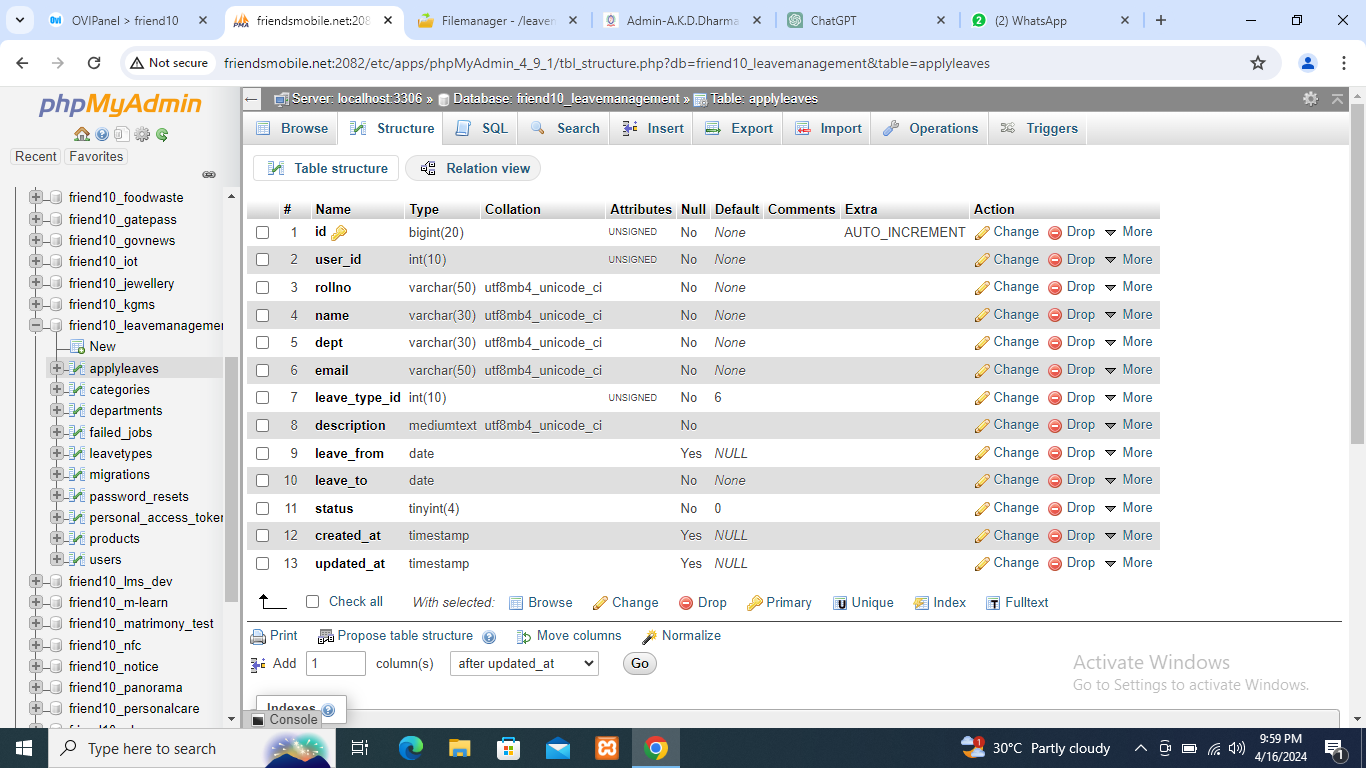 OVIPanel > friend10
friendsmobile.net:208
Filemanager - /leave
Admin-A.K.D.Dharma
ChatGPT
(2) WhatsApp
Not secure
friendsmobile.net:2082/etc/apps/phpMyAdmin_4_9_1/tbl_structure.php?db=friend10_leavemanagement&table=applyleaves
phpMyAdmin
Recent Favorites
friend10_foodwaste
friend10_gatepass
friend10_govnews
friend10_iot
friend10_jewellery
friend10_kgms
friend10_leavemanagemen
New
applyleaves
categories
departments
failed_jobs
leavetypes
migrations
password_resets
personal_access_token
products
users
friend10_lms_dev
friend10_m-learn
friend10_matrimony_test
friend10_nfc
friend10_notice
friend10_panorama
friend10_personalcare
Server: localhost:3306 » Database: friend10_leavemanagement » Table: applyleaves
Browse Structure SQL Search Insert Export Import Operations Triggers
Table structure Relation view
# Name Type Collation Attributes Null Default Comments Extra Action
1 id bigint(20) UNSIGNED No None AUTO_INCREMENT Change Drop More
2 user_id int(10) UNSIGNED No None Change Drop More
3 rollno varchar(50) utf8mb4_unicode_ci No None Change Drop More
4 name varchar(30) utf8mb4_unicode_ci No None Change Drop More
5 dept varchar(30) utf8mb4_unicode_ci No None Change Drop More
6 email varchar(50) utf8mb4_unicode_ci No None Change Drop More
7 leave_type_id int(10) UNSIGNED No 6 Change Drop More
8 description mediumtext utf8mb4_unicode_ci No Change Drop More
9 leave_from date Yes NULL Change Drop More
10 leave_to date No None Change Drop More
11 status tinyint(4) No 0 Change Drop More
12 created_at timestamp Yes NULL Change Drop More
13 updated_at timestamp Yes NULL Change Drop More
Check all With selected: Browse Change Drop Primary Unique Index Fulltext
Print Propose table structure Move columns Normalize
Add 1 column(s) after updated_at Go
Indexes
Console
Activate Windows
Go to Settings to activate Windows.
Type here to search
30°C Partly cloudy
9:59 PM
4/16/2024